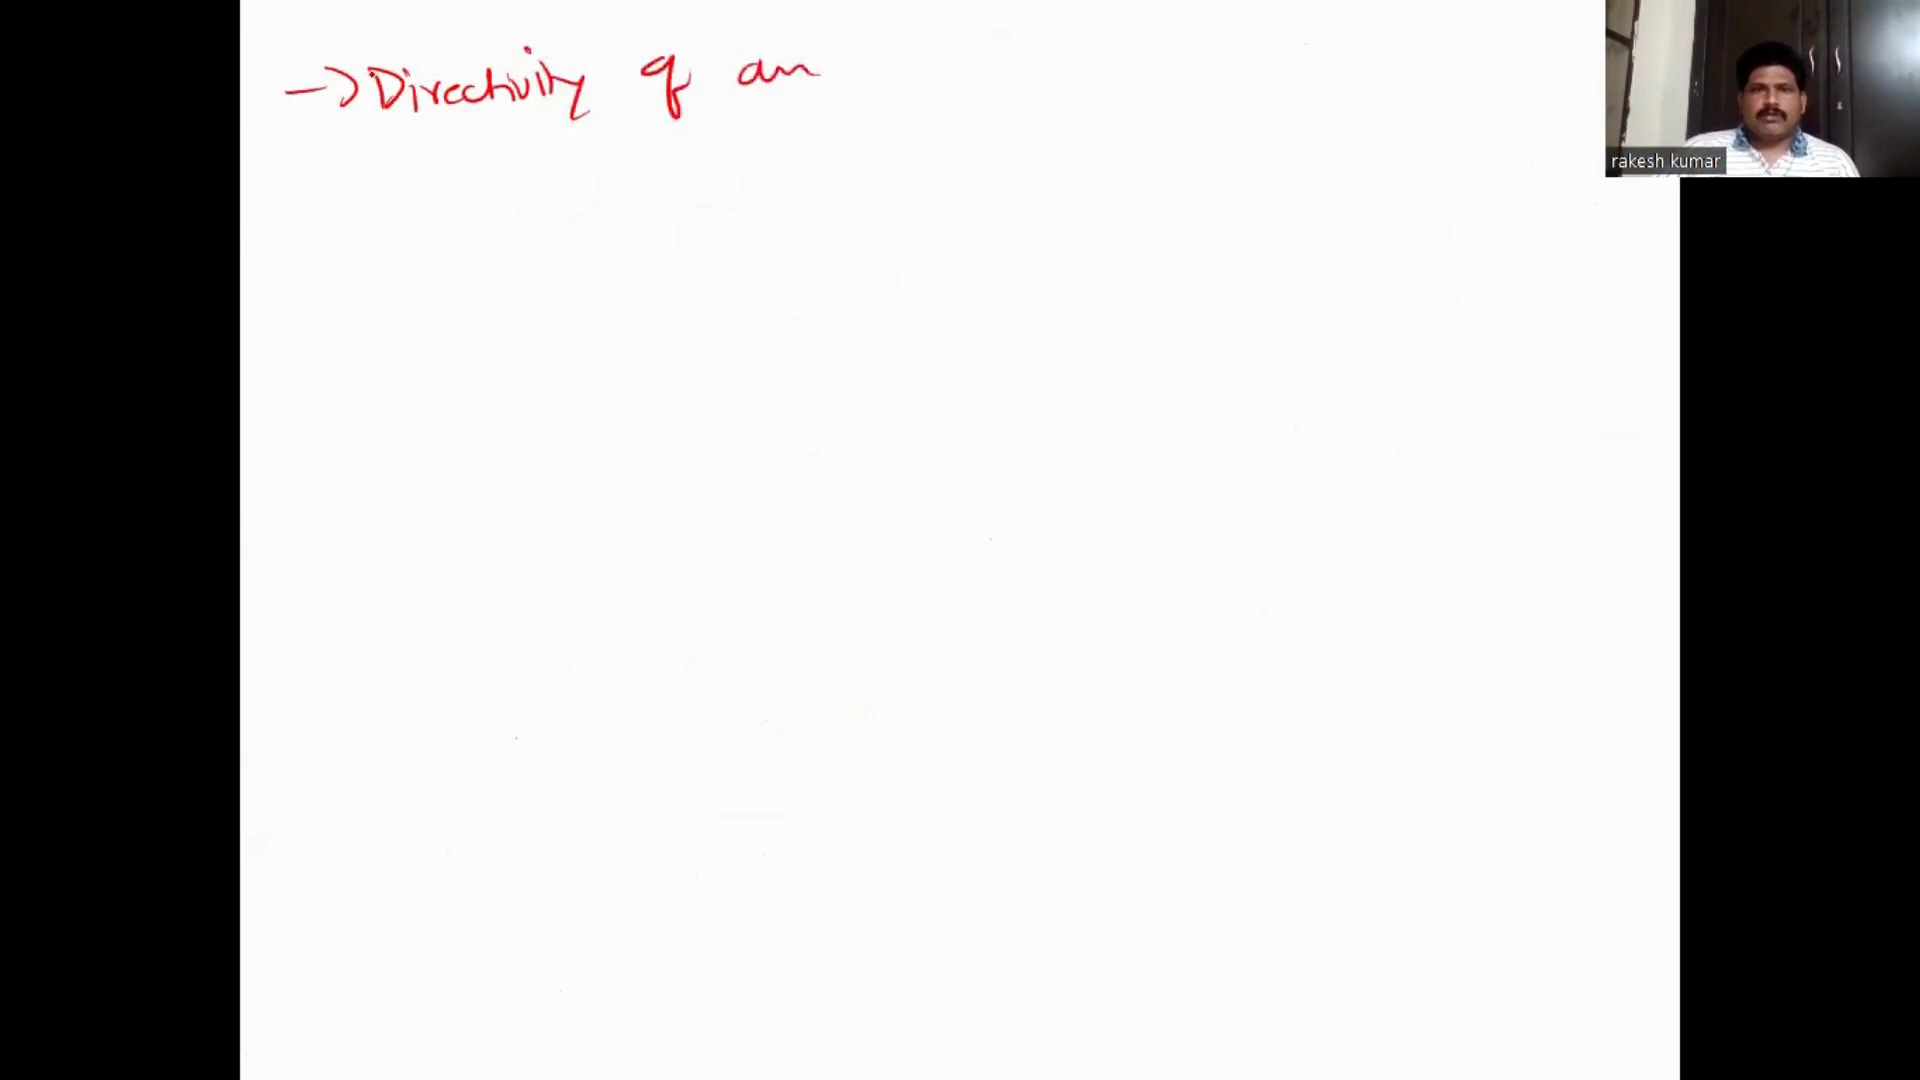 → Directivity of an
rakesh kumar